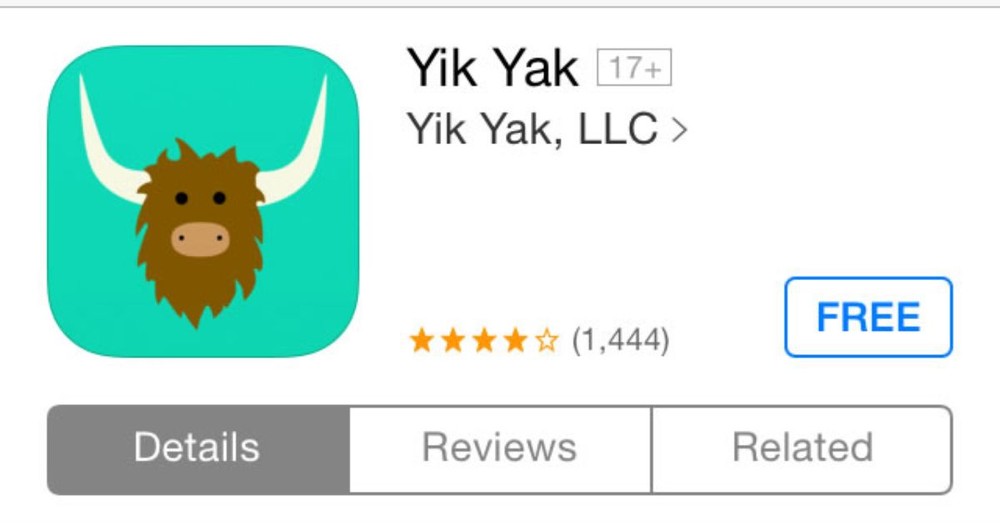 Yik Yak 17+
Yik Yak, LLC >
(1,444)
FREE
Details Reviews Related